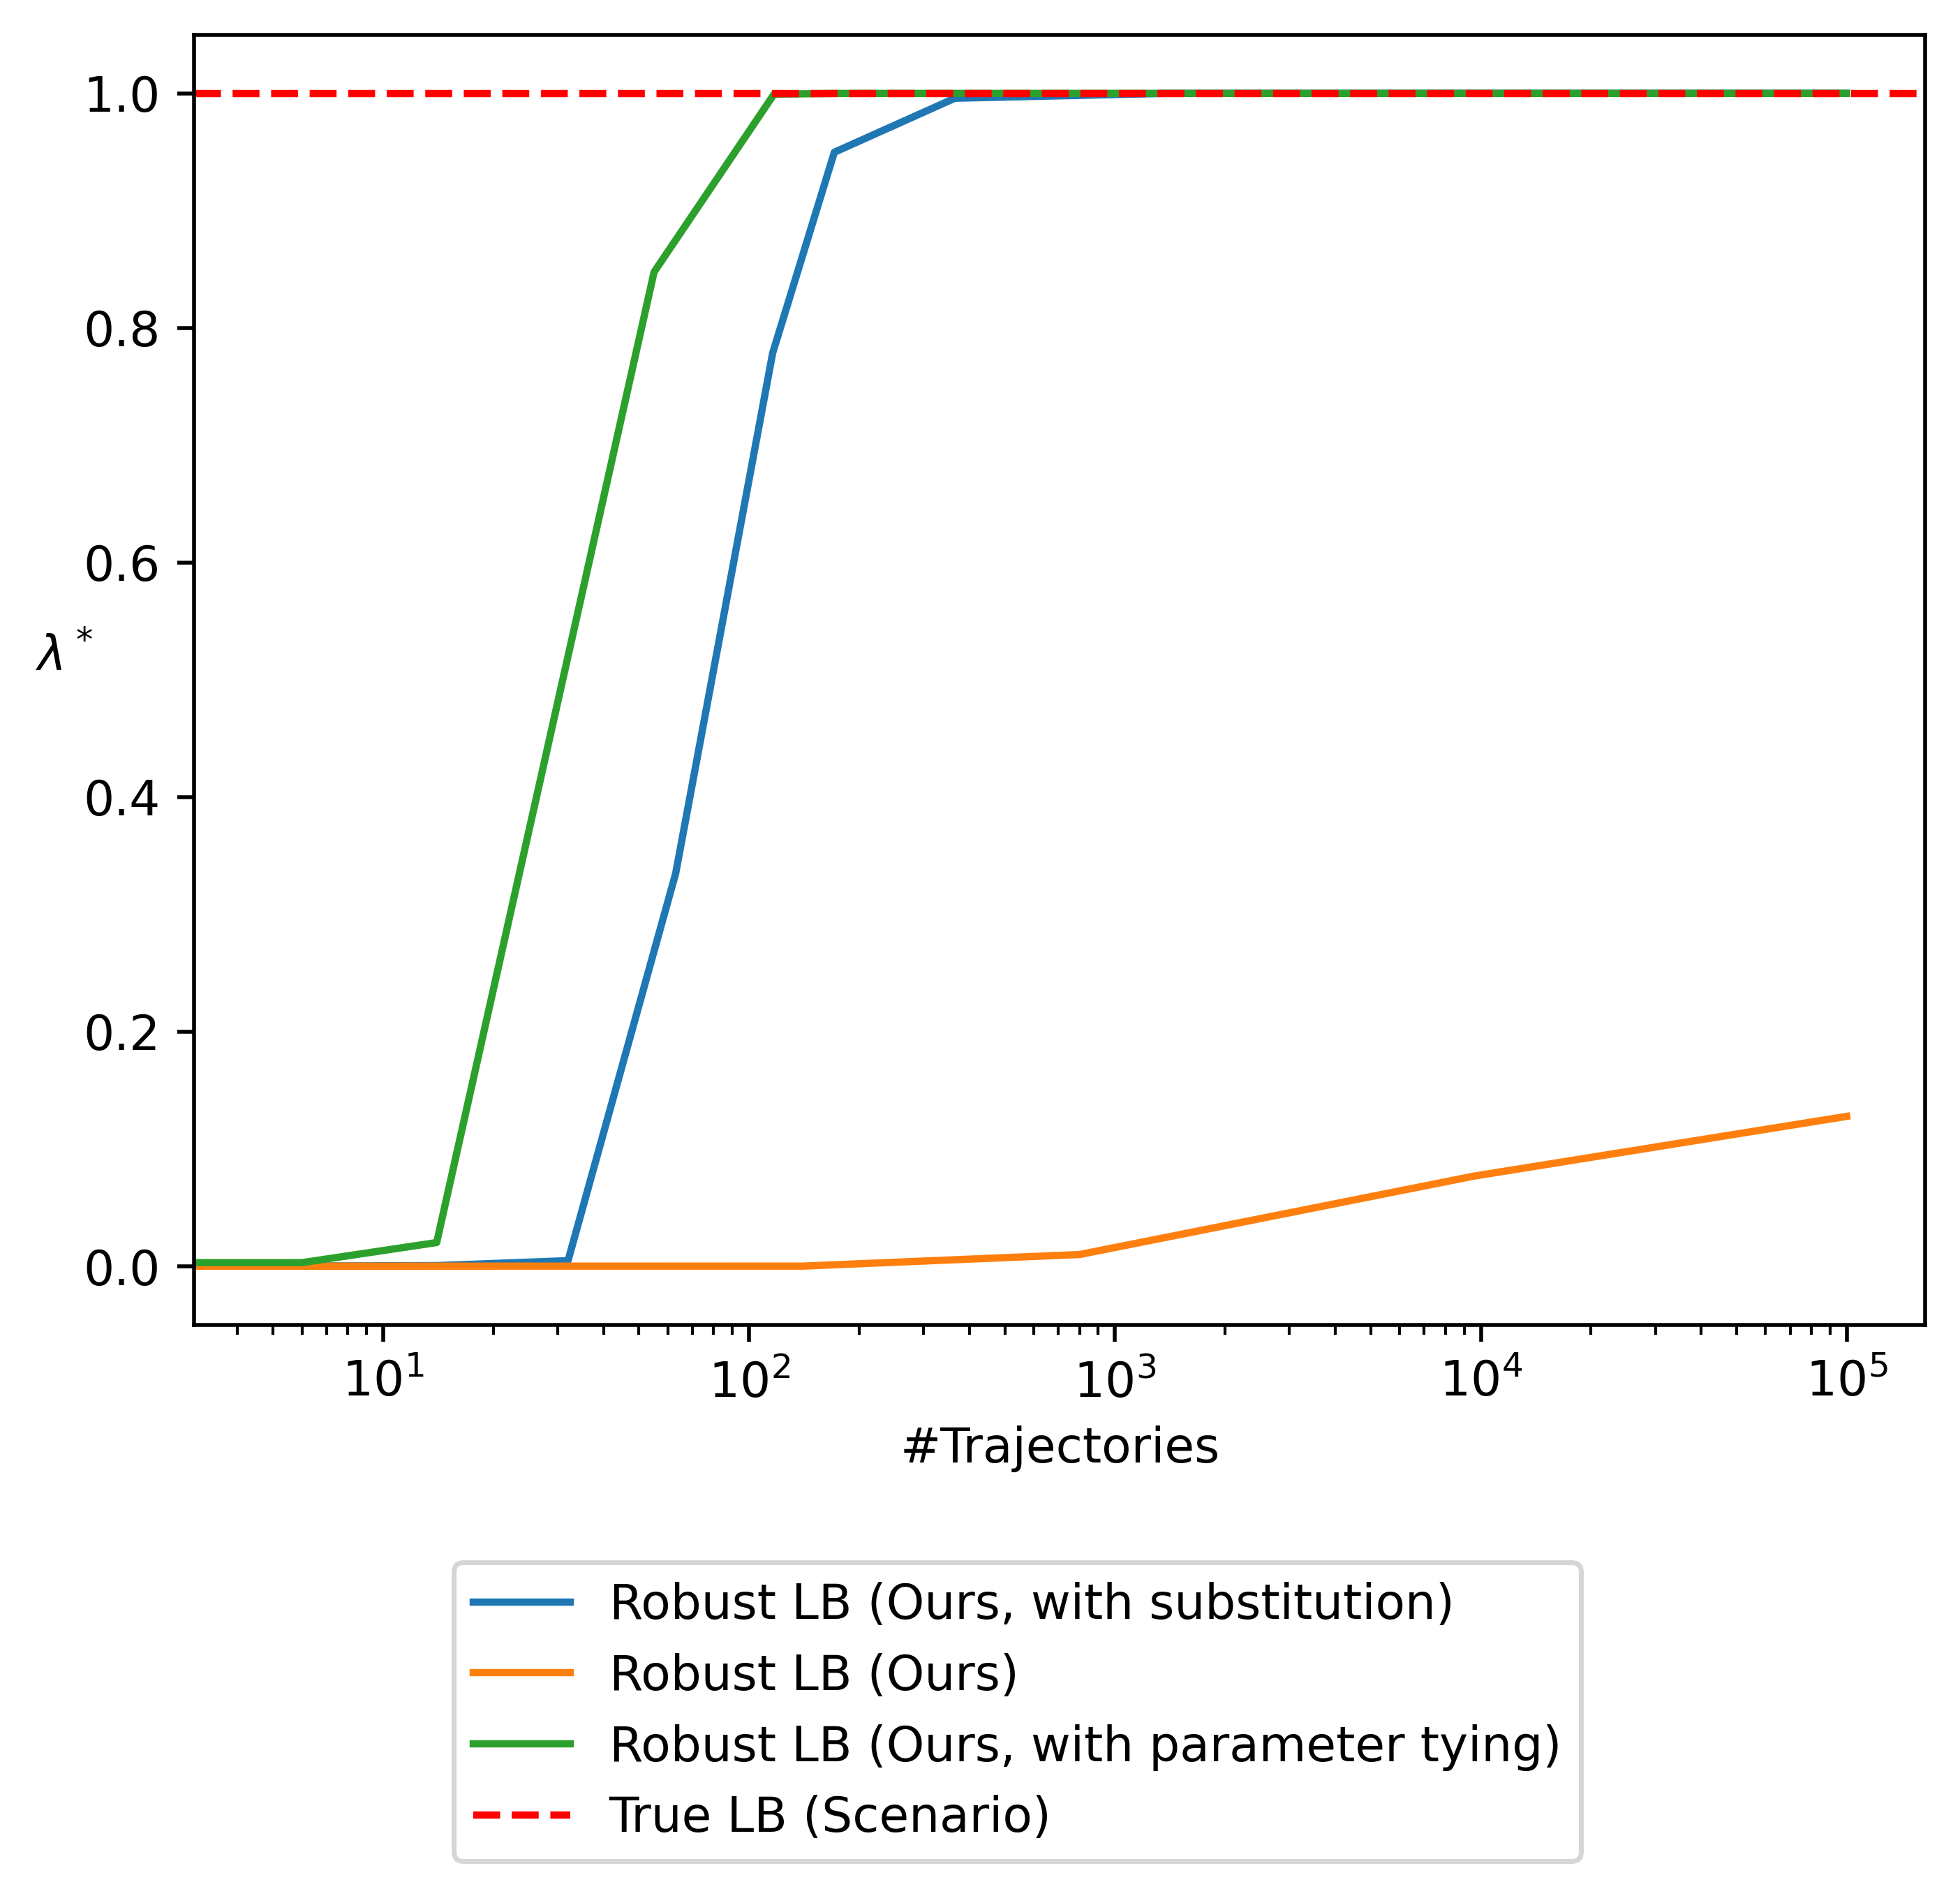 1.0
0.8
0.6
λ*
0.4
0.2
0.0
10¹ 10² 10³ 10⁴ 10⁵
#Trajectories
Robust LB (Ours, with substitution)
Robust LB (Ours)
Robust LB (Ours, with parameter tying)
True LB (Scenario)